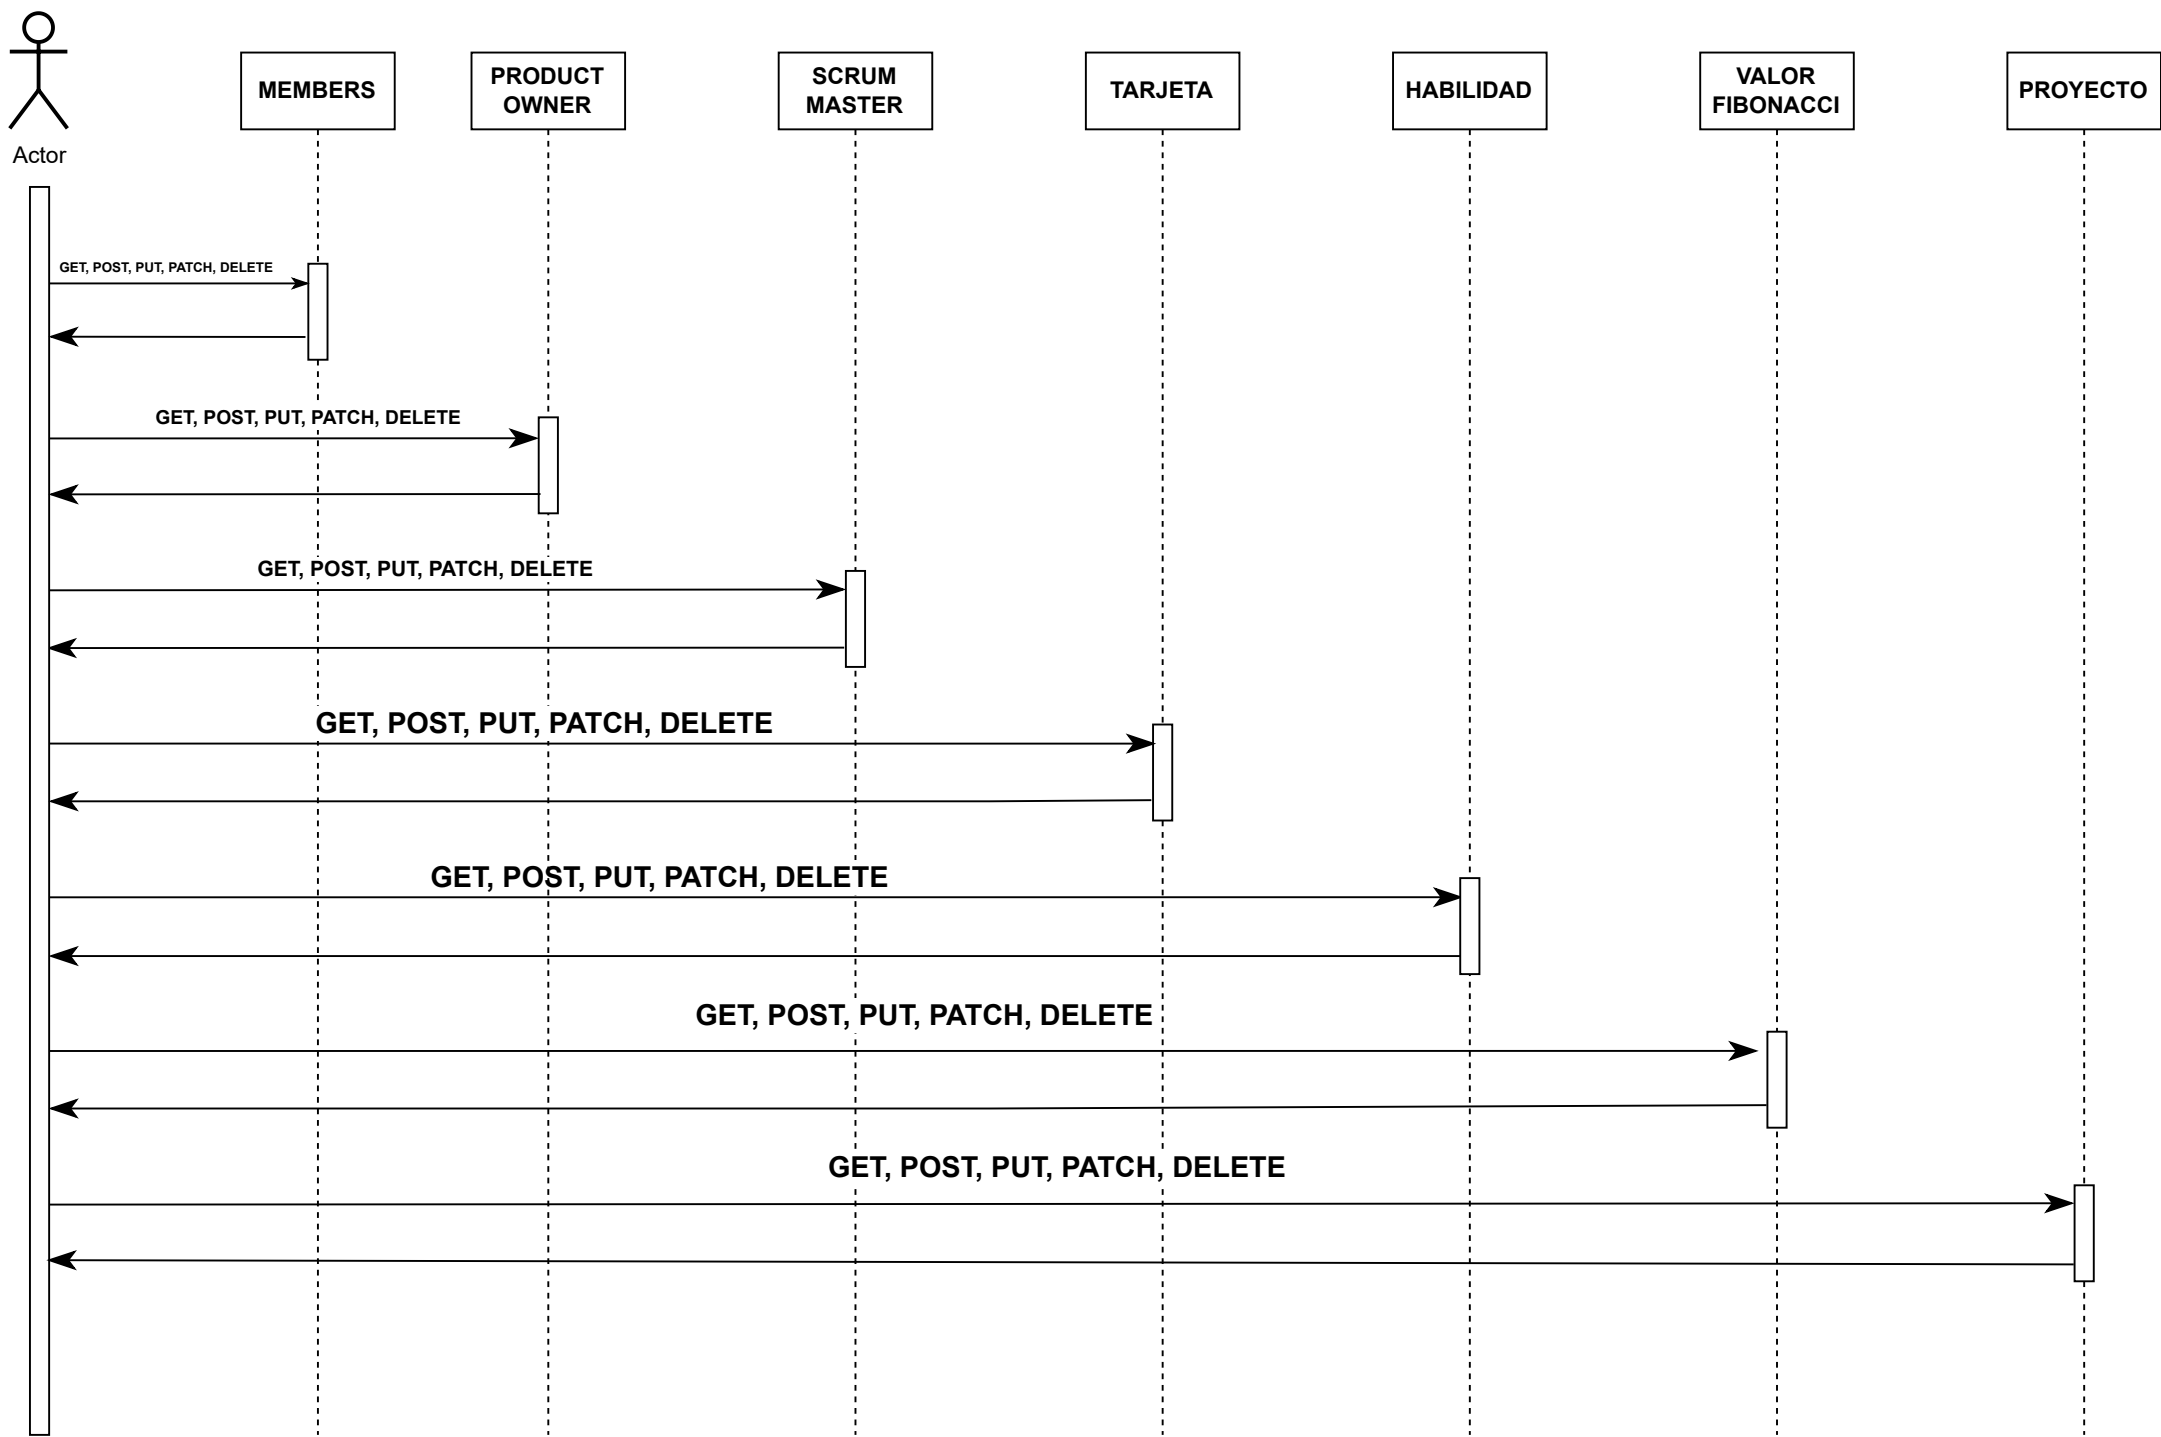 MEMBERS
PRODUCT
OWNER
SCRUM
MASTER
TARJETA
HABILIDAD
VALOR
FIBONACCI
PROYECTO
Actor
GET, POST, PUT, PATCH, DELETE
GET, POST, PUT, PATCH, DELETE
GET, POST, PUT, PATCH, DELETE
GET, POST, PUT, PATCH, DELETE
GET, POST, PUT, PATCH, DELETE
GET, POST, PUT, PATCH, DELETE
GET, POST, PUT, PATCH, DELETE